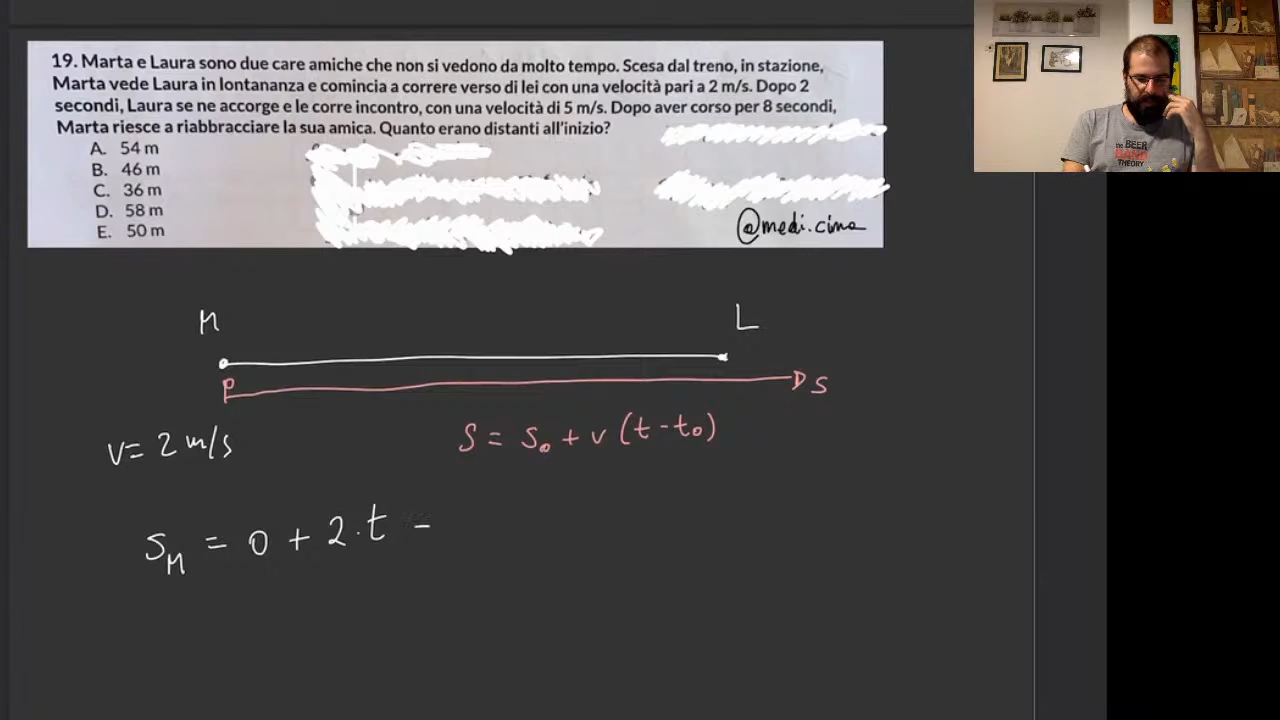 19. Marta e Laura sono due care amiche che non si vedono da molto tempo. Scesa dal treno, in stazione,
Marta vede Laura in lontananza e comincia a correre verso di lei con una velocità pari a 2 m/s. Dopo 2
secondi, Laura se ne accorge e le corre incontro, con una velocità di 5 m/s. Dopo aver corso per 8 secondi,
Marta riesce a riabbracciare la sua amica. Quanto erano distanti all'inizio?
A. 54 m
B. 46 m
C. 36 m
D. 58 m
E. 50 m
@medi.cina
M L
S
V = 2 m/s
S = S₀ + v (t - t₀)
S_M = 0 + 2·t =
the BEER
BAND
THEORY